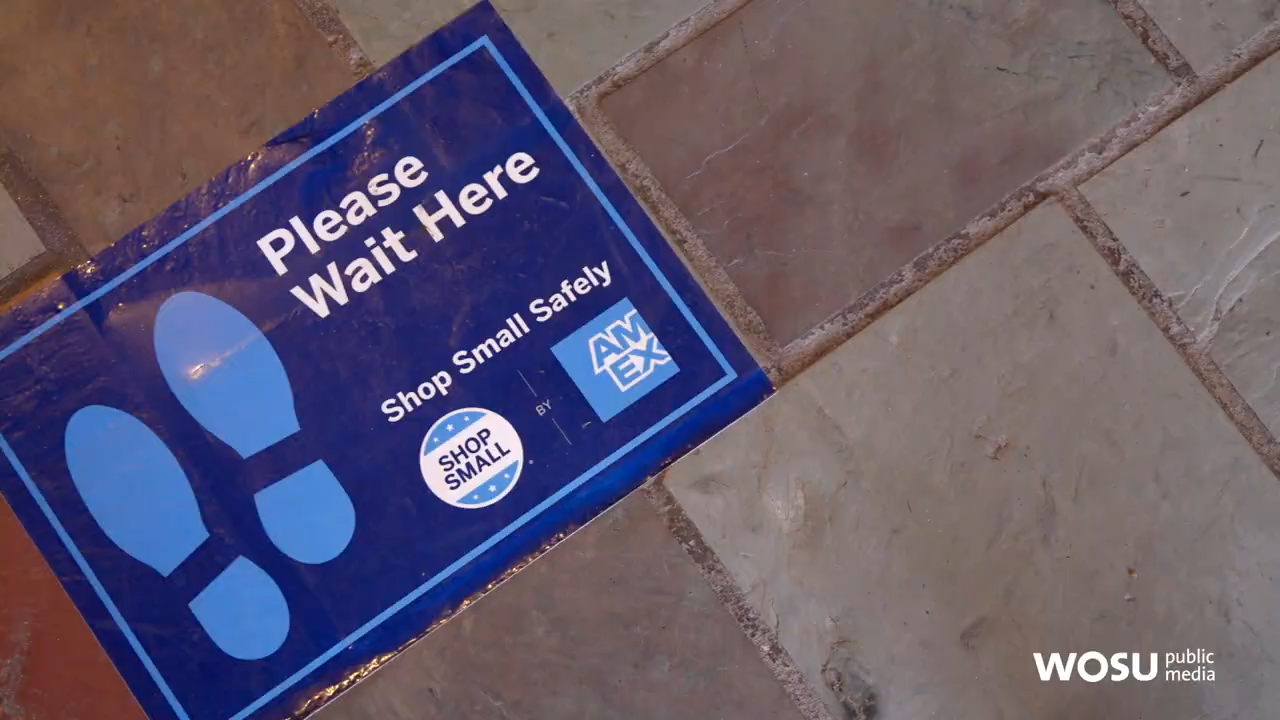 Please
Wait Here
Shop Small Safely
SHOP
SMALL
BY
AM
EX
WOSU public
media